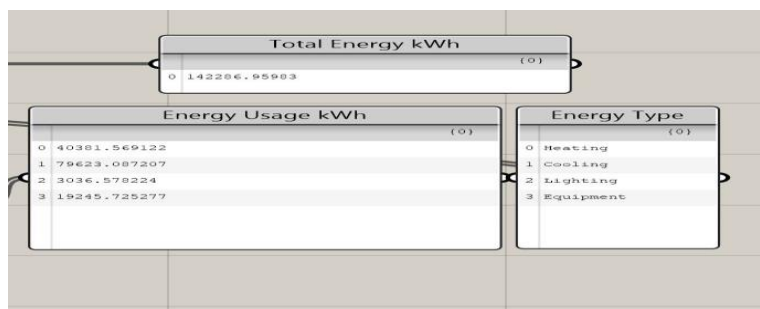 Total Energy kWh
{0}
0 142286.95983
Energy Usage kWh
{0}
0 40381.569122
1 79623.087207
2 3036.578224
3 19245.725277
Energy Type
{0}
0 Heating
1 Cooling
2 Lighting
3 Equipment